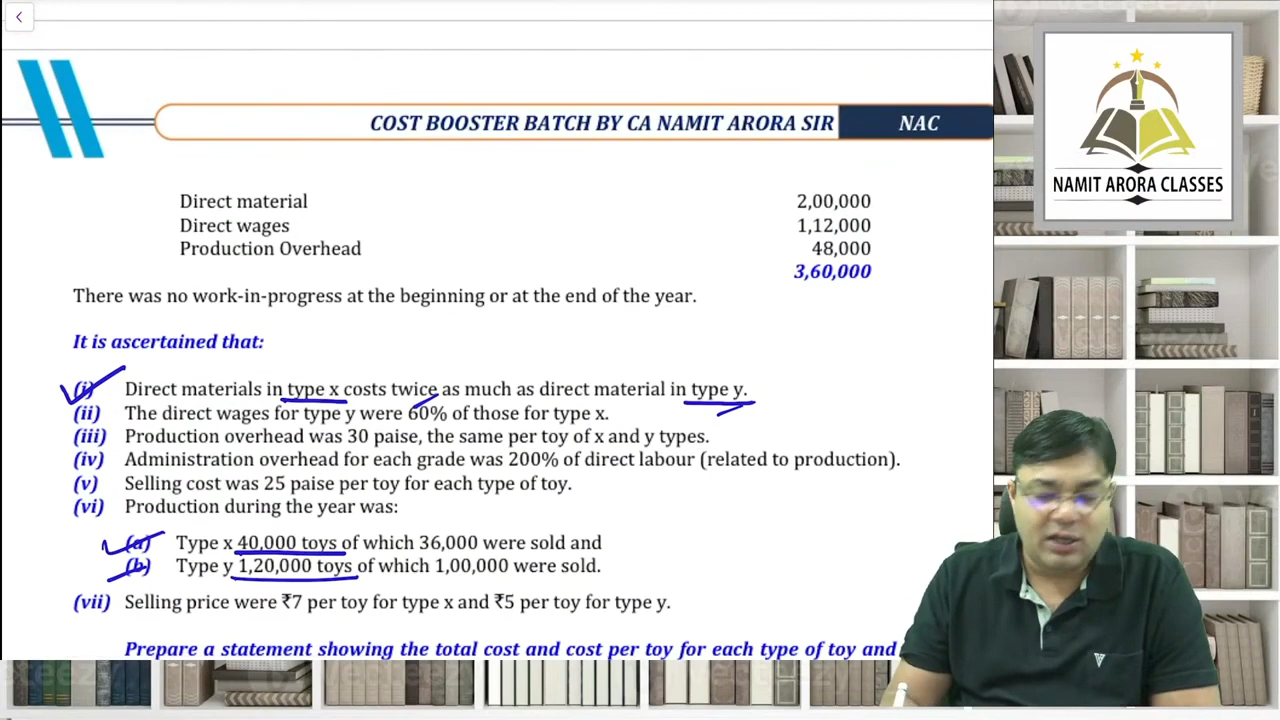 COST BOOSTER BATCH BY CA NAMIT ARORA SIR NAC
NAMIT ARORA CLASSES
Direct material 2,00,000
Direct wages 1,12,000
Production Overhead 48,000
3,60,000
There was no work-in-progress at the beginning or at the end of the year.
It is ascertained that:
(i) Direct materials in type x costs twice as much as direct material in type y.
(ii) The direct wages for type y were 60% of those for type x.
(iii) Production overhead was 30 paise, the same per toy of x and y types.
(iv) Administration overhead for each grade was 200% of direct labour (related to production).
(v) Selling cost was 25 paise per toy for each type of toy.
(vi) Production during the year was:
(a) Type x 40,000 toys of which 36,000 were sold and
(b) Type y 1,20,000 toys of which 1,00,000 were sold.
(vii) Selling price were ₹7 per toy for type x and ₹5 per toy for type y.
Prepare a statement showing the total cost and cost per toy for each type of toy and